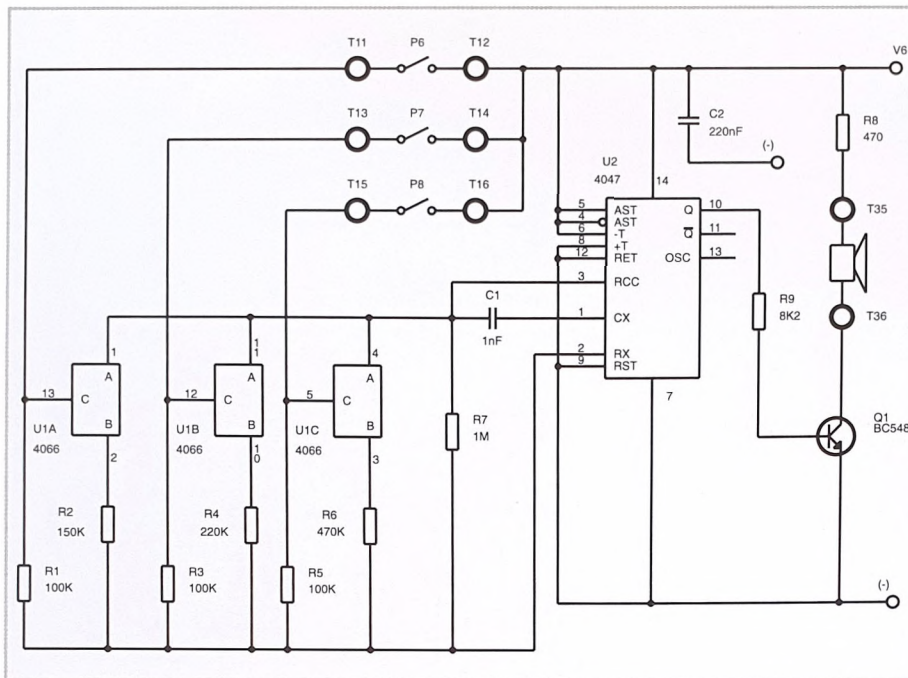 T11 P6 T12
V6
T13 P7 T14
C2
220nF
R8
470
(-)
T15 P8 T16
U2
4047
14
T35
5 AST Q 10
4 AST
6 -T Q 11
8 +T
12 RET OSC 13
3 RCC
C1
1nF
1 CX
R9
8K2
T36
2 RX
9 RST
7
1
A
13 C
B
U1A
4066
2
1
1
A
12 C
B
U1B
4066
1
0
4
A
5 C
B
U1C
4066
3
R7
1M
Q1
BC548
R2
150K
R4
220K
R6
470K
R1
100K
R3
100K
R5
100K
(-)